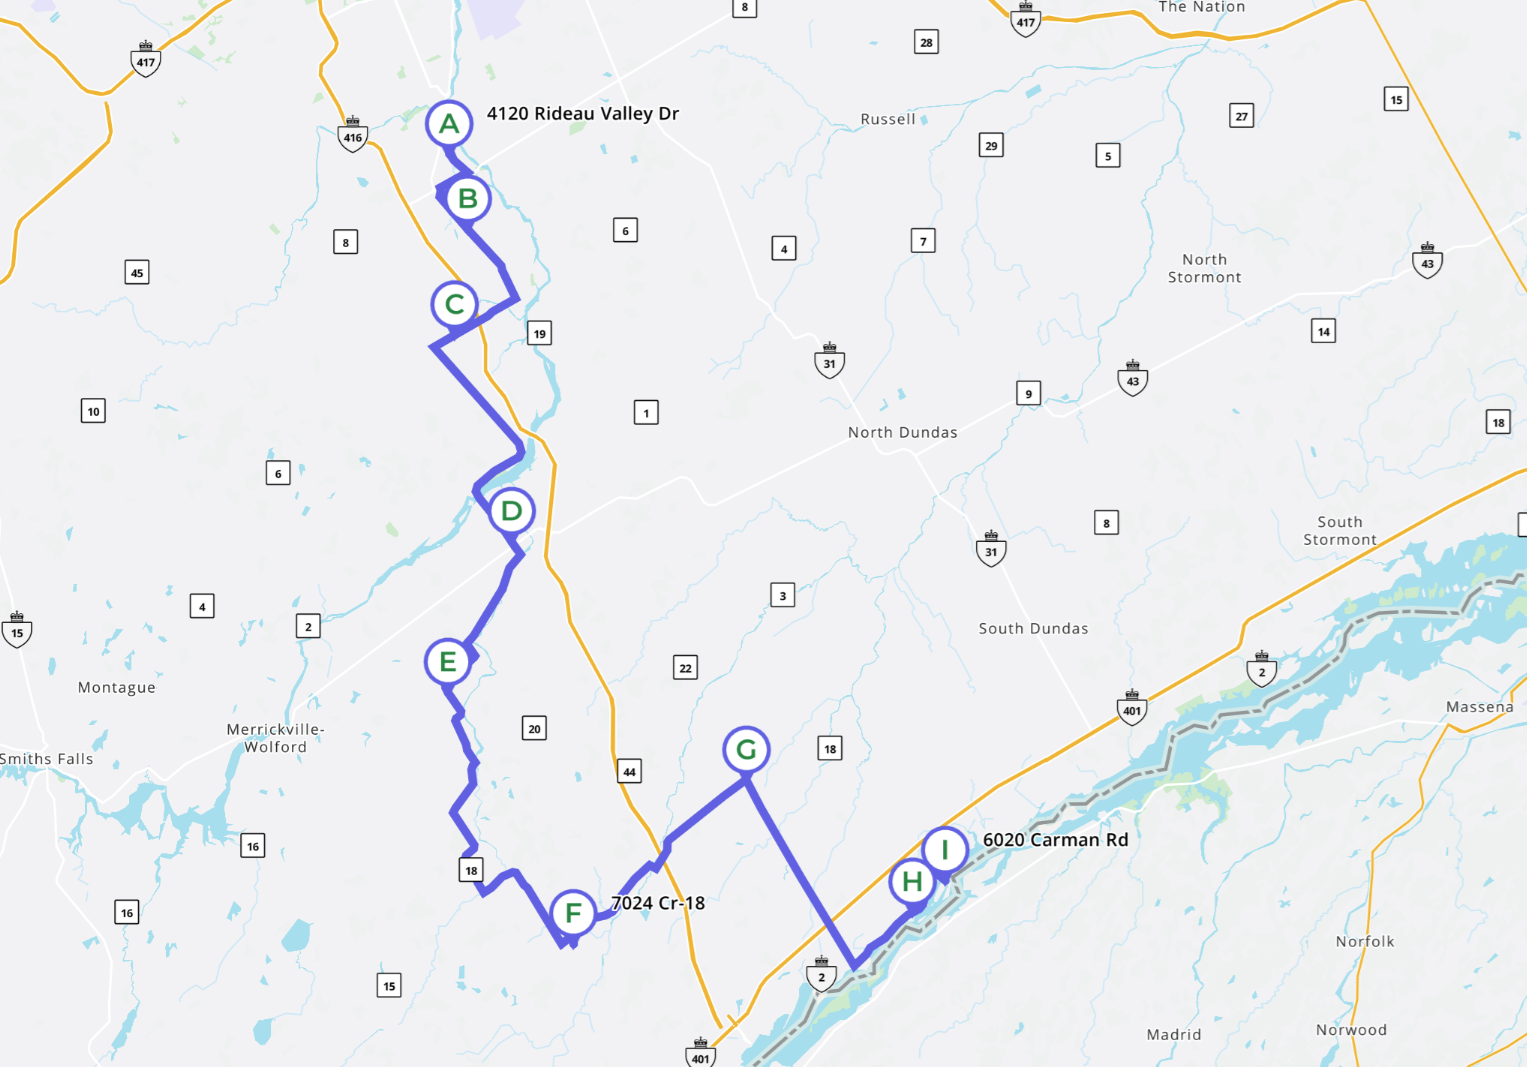 8
The Nation
417
28
417
15
A
4120 Rideau Valley Dr
27
Russell
416
29
5
B
6
8
4
7
43
North
Stormont
45
C
19
14
31
43
9
10
1
18
North Dundas
6
D
8
South
Stormont
31
3
4
2
15
South Dundas
E
22
2
Montague
401
Massena
20
Merrickville-
Wolford
G
18
Smiths Falls
44
16
I
6020 Carman Rd
18
H
16
F
7024 Cr-18
Norfolk
2
15
Norwood
Madrid
401